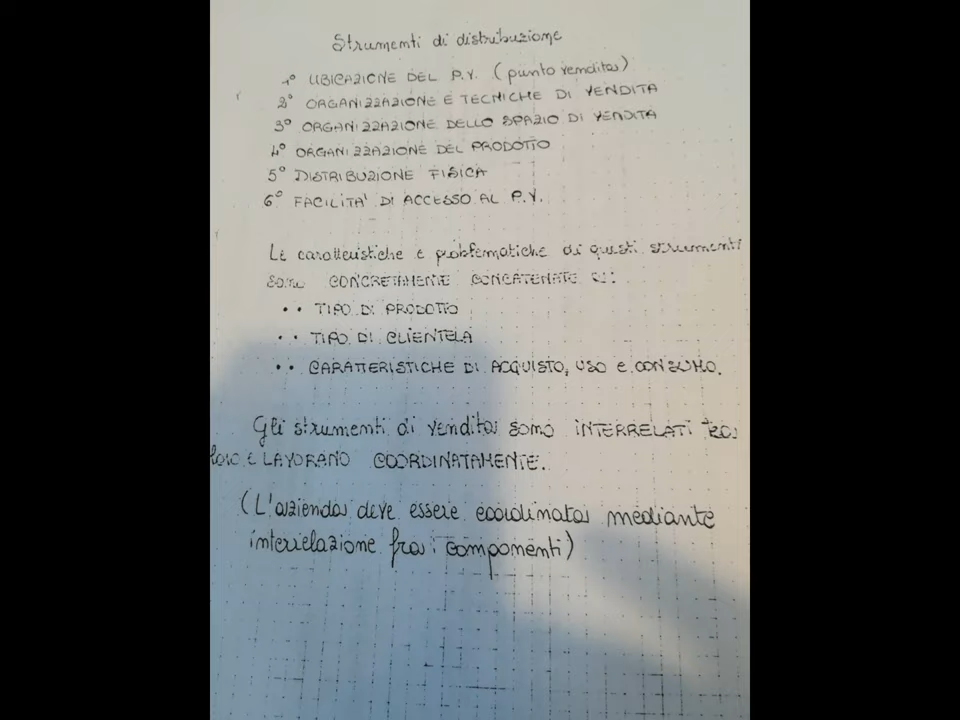 Strumenti di distribuzione
1° UBICAZIONE DEL P.V. (punto vendita)
2° ORGANIZZAZIONE E TECNICHE DI VENDITA
3° ORGANIZZAZIONE DELLO SPAZIO DI VENDITA
4° ORGANIZZAZIONE DEL PRODOTTO
5° DISTRIBUZIONE FISICA
6° FACILITA' DI ACCESSO AL P.V.
Le caratteristiche e problematiche di questi strumenti
sono CONCRETAMENTE CONCATENATE
•• TIPO DI PRODOTTO
•• TIPO DI CLIENTELA
•• CARATTERISTICHE DI ACQUISTO, USO E CONSUMO.
Gli strumenti di vendita sono INTERRELATI tra
loro E LAVORANO COORDINATAMENTE.
(L'azienda deve essere coordinata mediante
interrelazione fra i componenti)